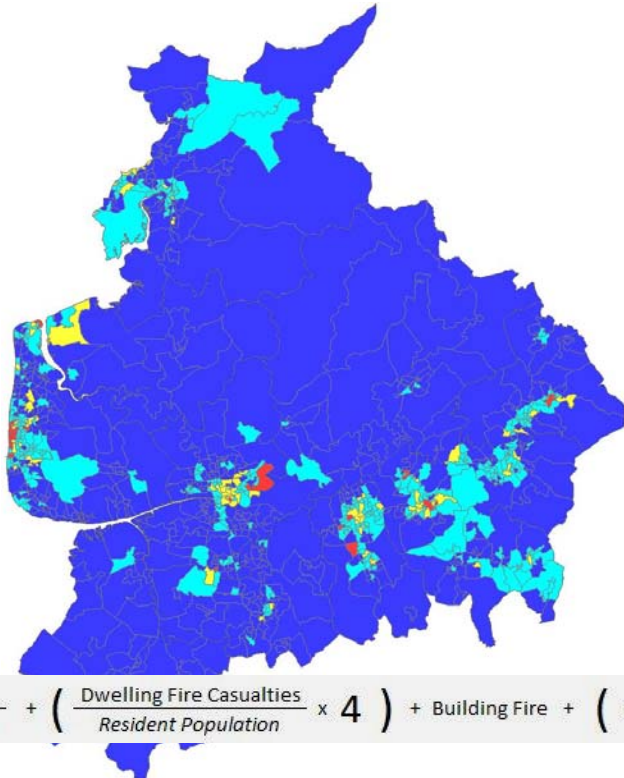 + ( Dwelling Fire Casualties / Resident Population x 4 ) + Building Fire + (